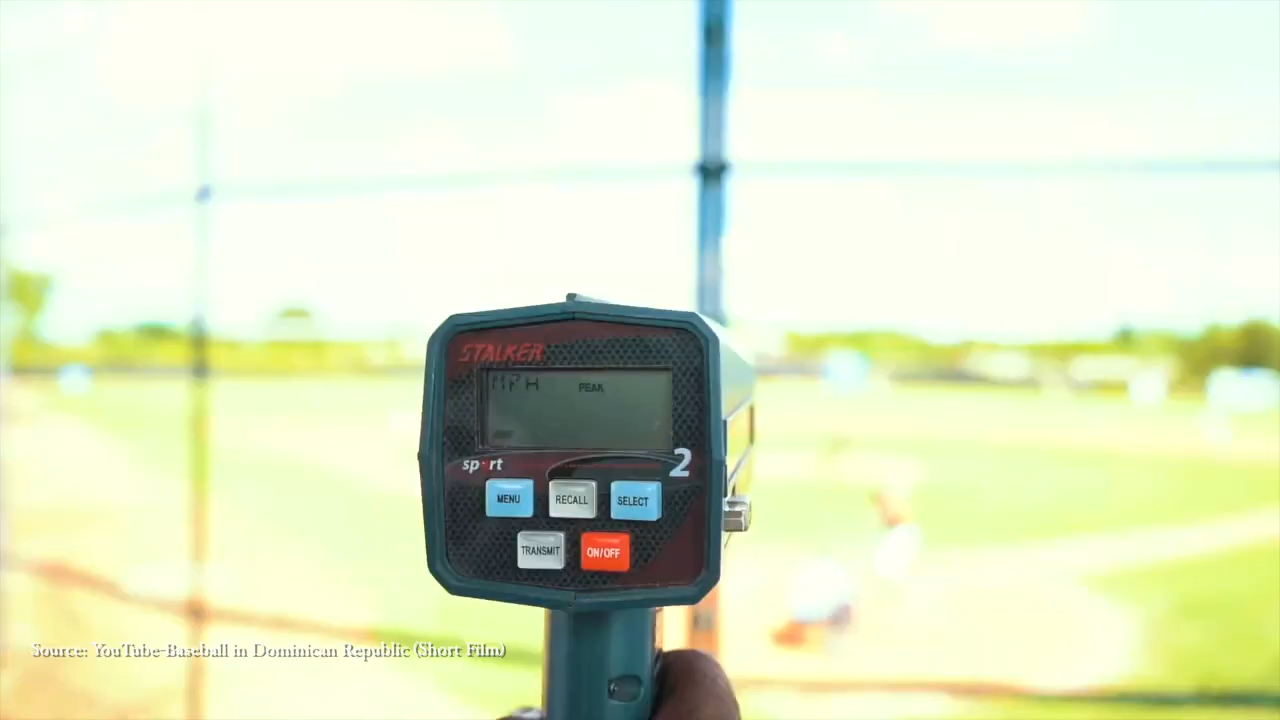 STALKER
MPH PEAK
sport 2
MENU RECALL SELECT
TRANSMIT ON/OFF
Source: YouTube-Baseball in Dominican Republic (Short Film)